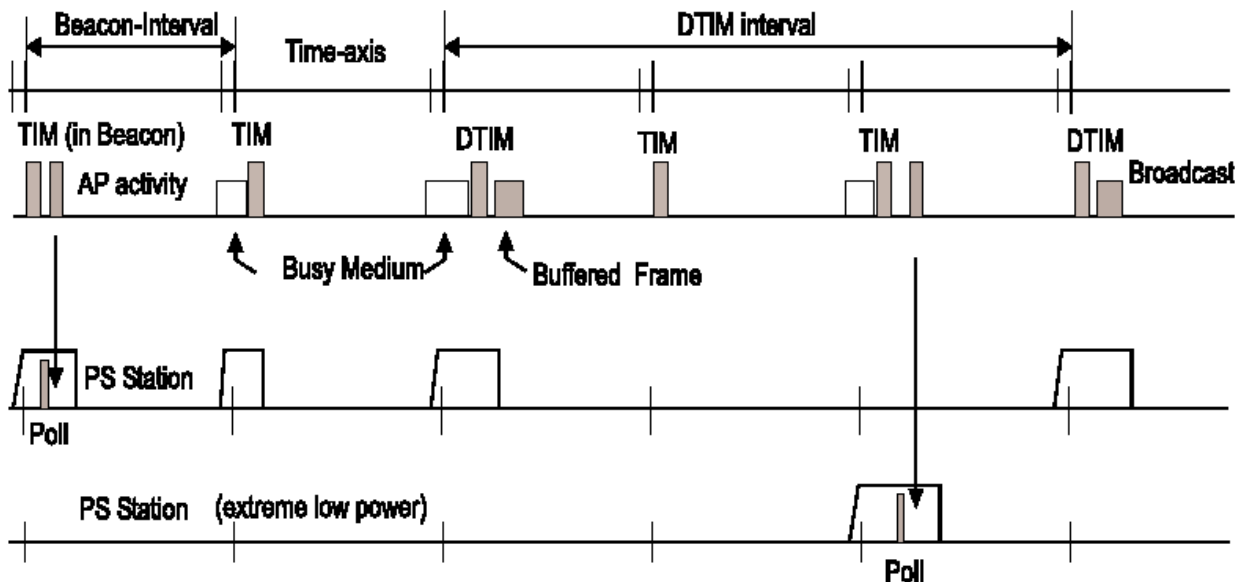 Beacon-Interval
DTIM interval
Time-axis
TIM (in Beacon)
TIM
DTIM
TIM
TIM
DTIM
AP activity
Broadcast
Busy Medium
Buffered Frame
PS Station
Poll
PS Station (extreme low power)
Poll